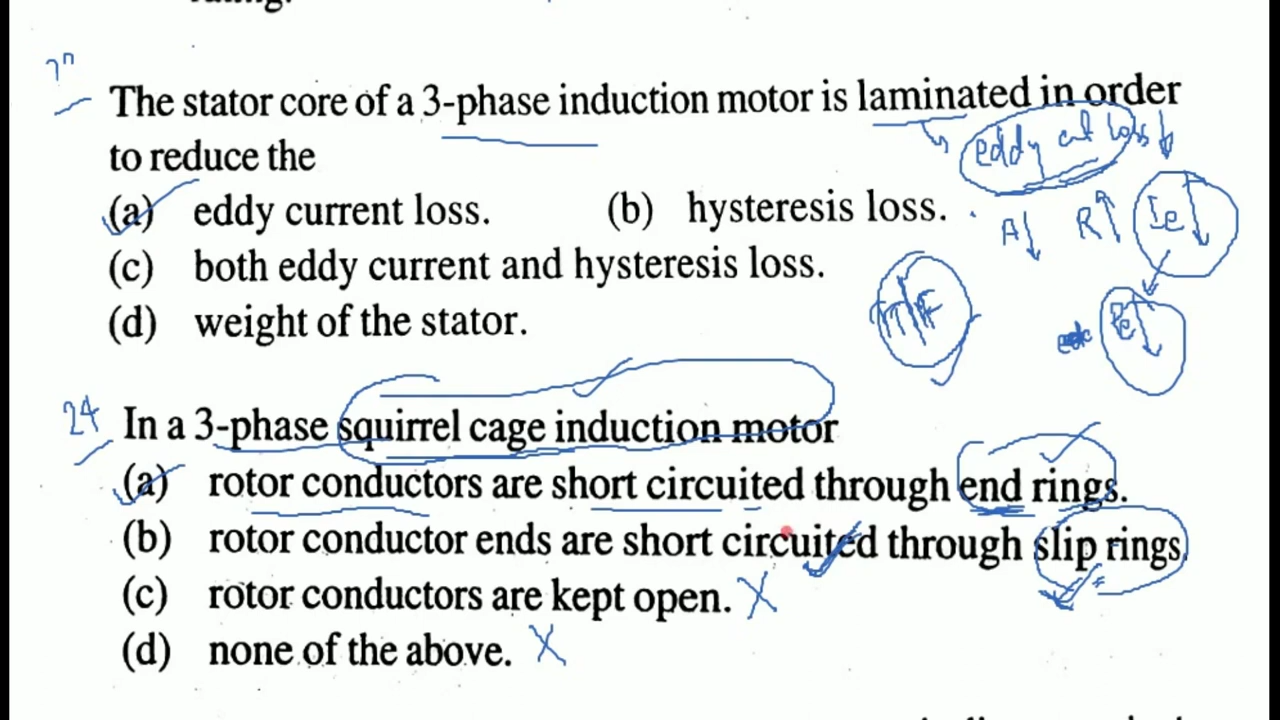 The stator core of a 3-phase induction motor is laminated in order
eddy loss
to reduce the
(a) eddy current loss. (b) hysteresis loss.
A↓ R↑ Ie↓
(c) both eddy current and hysteresis loss.
(d) weight of the stator.
Pe↓
24 In a 3-phase squirrel cage induction motor
(a) rotor conductors are short circuited through end rings.
(b) rotor conductor ends are short circuited through slip rings.
(c) rotor conductors are kept open. X
(d) none of the above. X